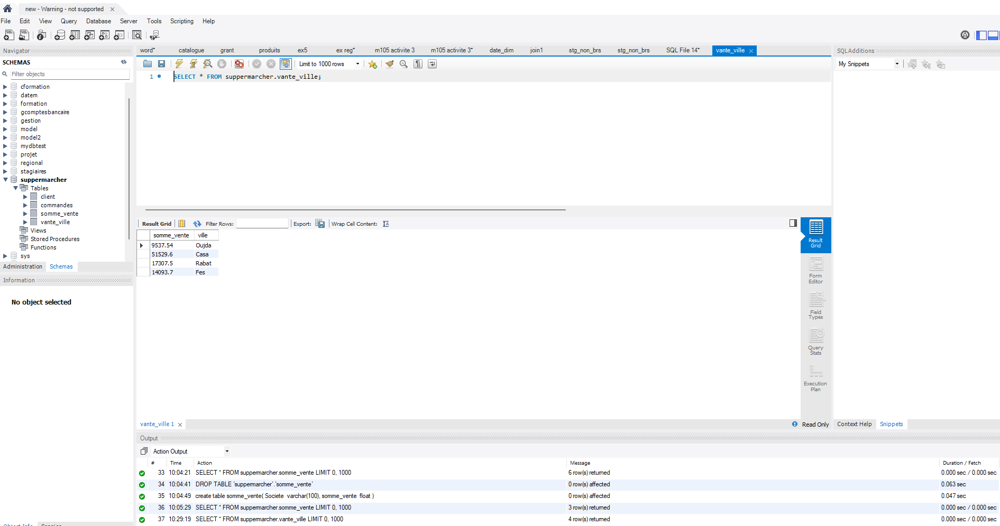 new - Warning - not supported
File Edit View Query Database Server Tools Scripting Help
Navigator
SCHEMAS
Filter objects
cformation
datem
formation
gcomptesbancaire
gestion
model
model2
mydbtest
projet
regional
stagiaires
suppermarcher
Tables
client
commandes
somme_vente
vante_ville
Views
Stored Procedures
Functions
sys
Administration Schemas
Information
No object selected
word* catalogue grant produits ex5 ex reg* m105 activite 3 m105 activite 3* date_dim join1 stg_non_brs stg_non_brs SQL File 14* vante_ville
Limit to 1000 rows
1 SELECT * FROM suppermarcher.vante_ville;
Result Grid Filter Rows: Export: Wrap Cell Content:
somme_vente ville
9537.54 Oujda
51529.6 Casa
17307.5 Rabat
14093.7 Fes
Result Grid
Form Editor
Field Types
Query Stats
Execution Plan
vante_ville 1
Read Only
SQLAdditions
My Snippets
Context Help Snippets
Output
Action Output
# Time Action Message Duration / Fetch
33 10:04:21 SELECT * FROM suppermarcher.somme_vente LIMIT 0, 1000 6 row(s) returned 0.000 sec / 0.000 sec
34 10:04:41 DROP TABLE `suppermarcher`.`somme_vente` 0 row(s) affected 0.063 sec
35 10:04:49 create table somme_vente( Societe varchar(100), somme_vente float ) 0 row(s) affected 0.047 sec
36 10:05:29 SELECT * FROM suppermarcher.somme_vente LIMIT 0, 1000 3 row(s) returned 0.000 sec / 0.000 sec
37 10:29:19 SELECT * FROM suppermarcher.vante_ville LIMIT 0, 1000 4 row(s) returned 0.000 sec / 0.000 sec
Object Info Session